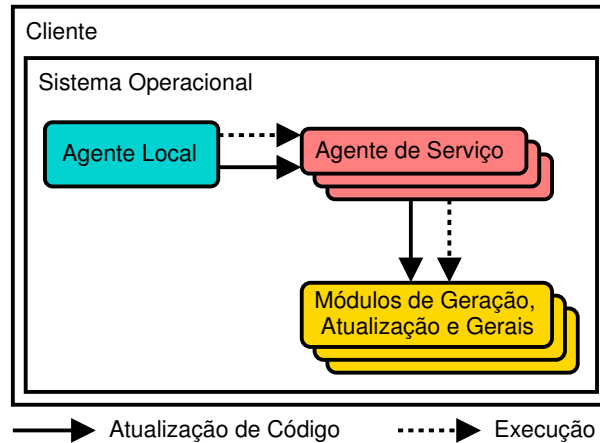 Cliente
Sistema Operacional
Agente Local
Agente de Serviço
Módulos de Geração,
Atualização e Gerais
Atualização de Código
Execução